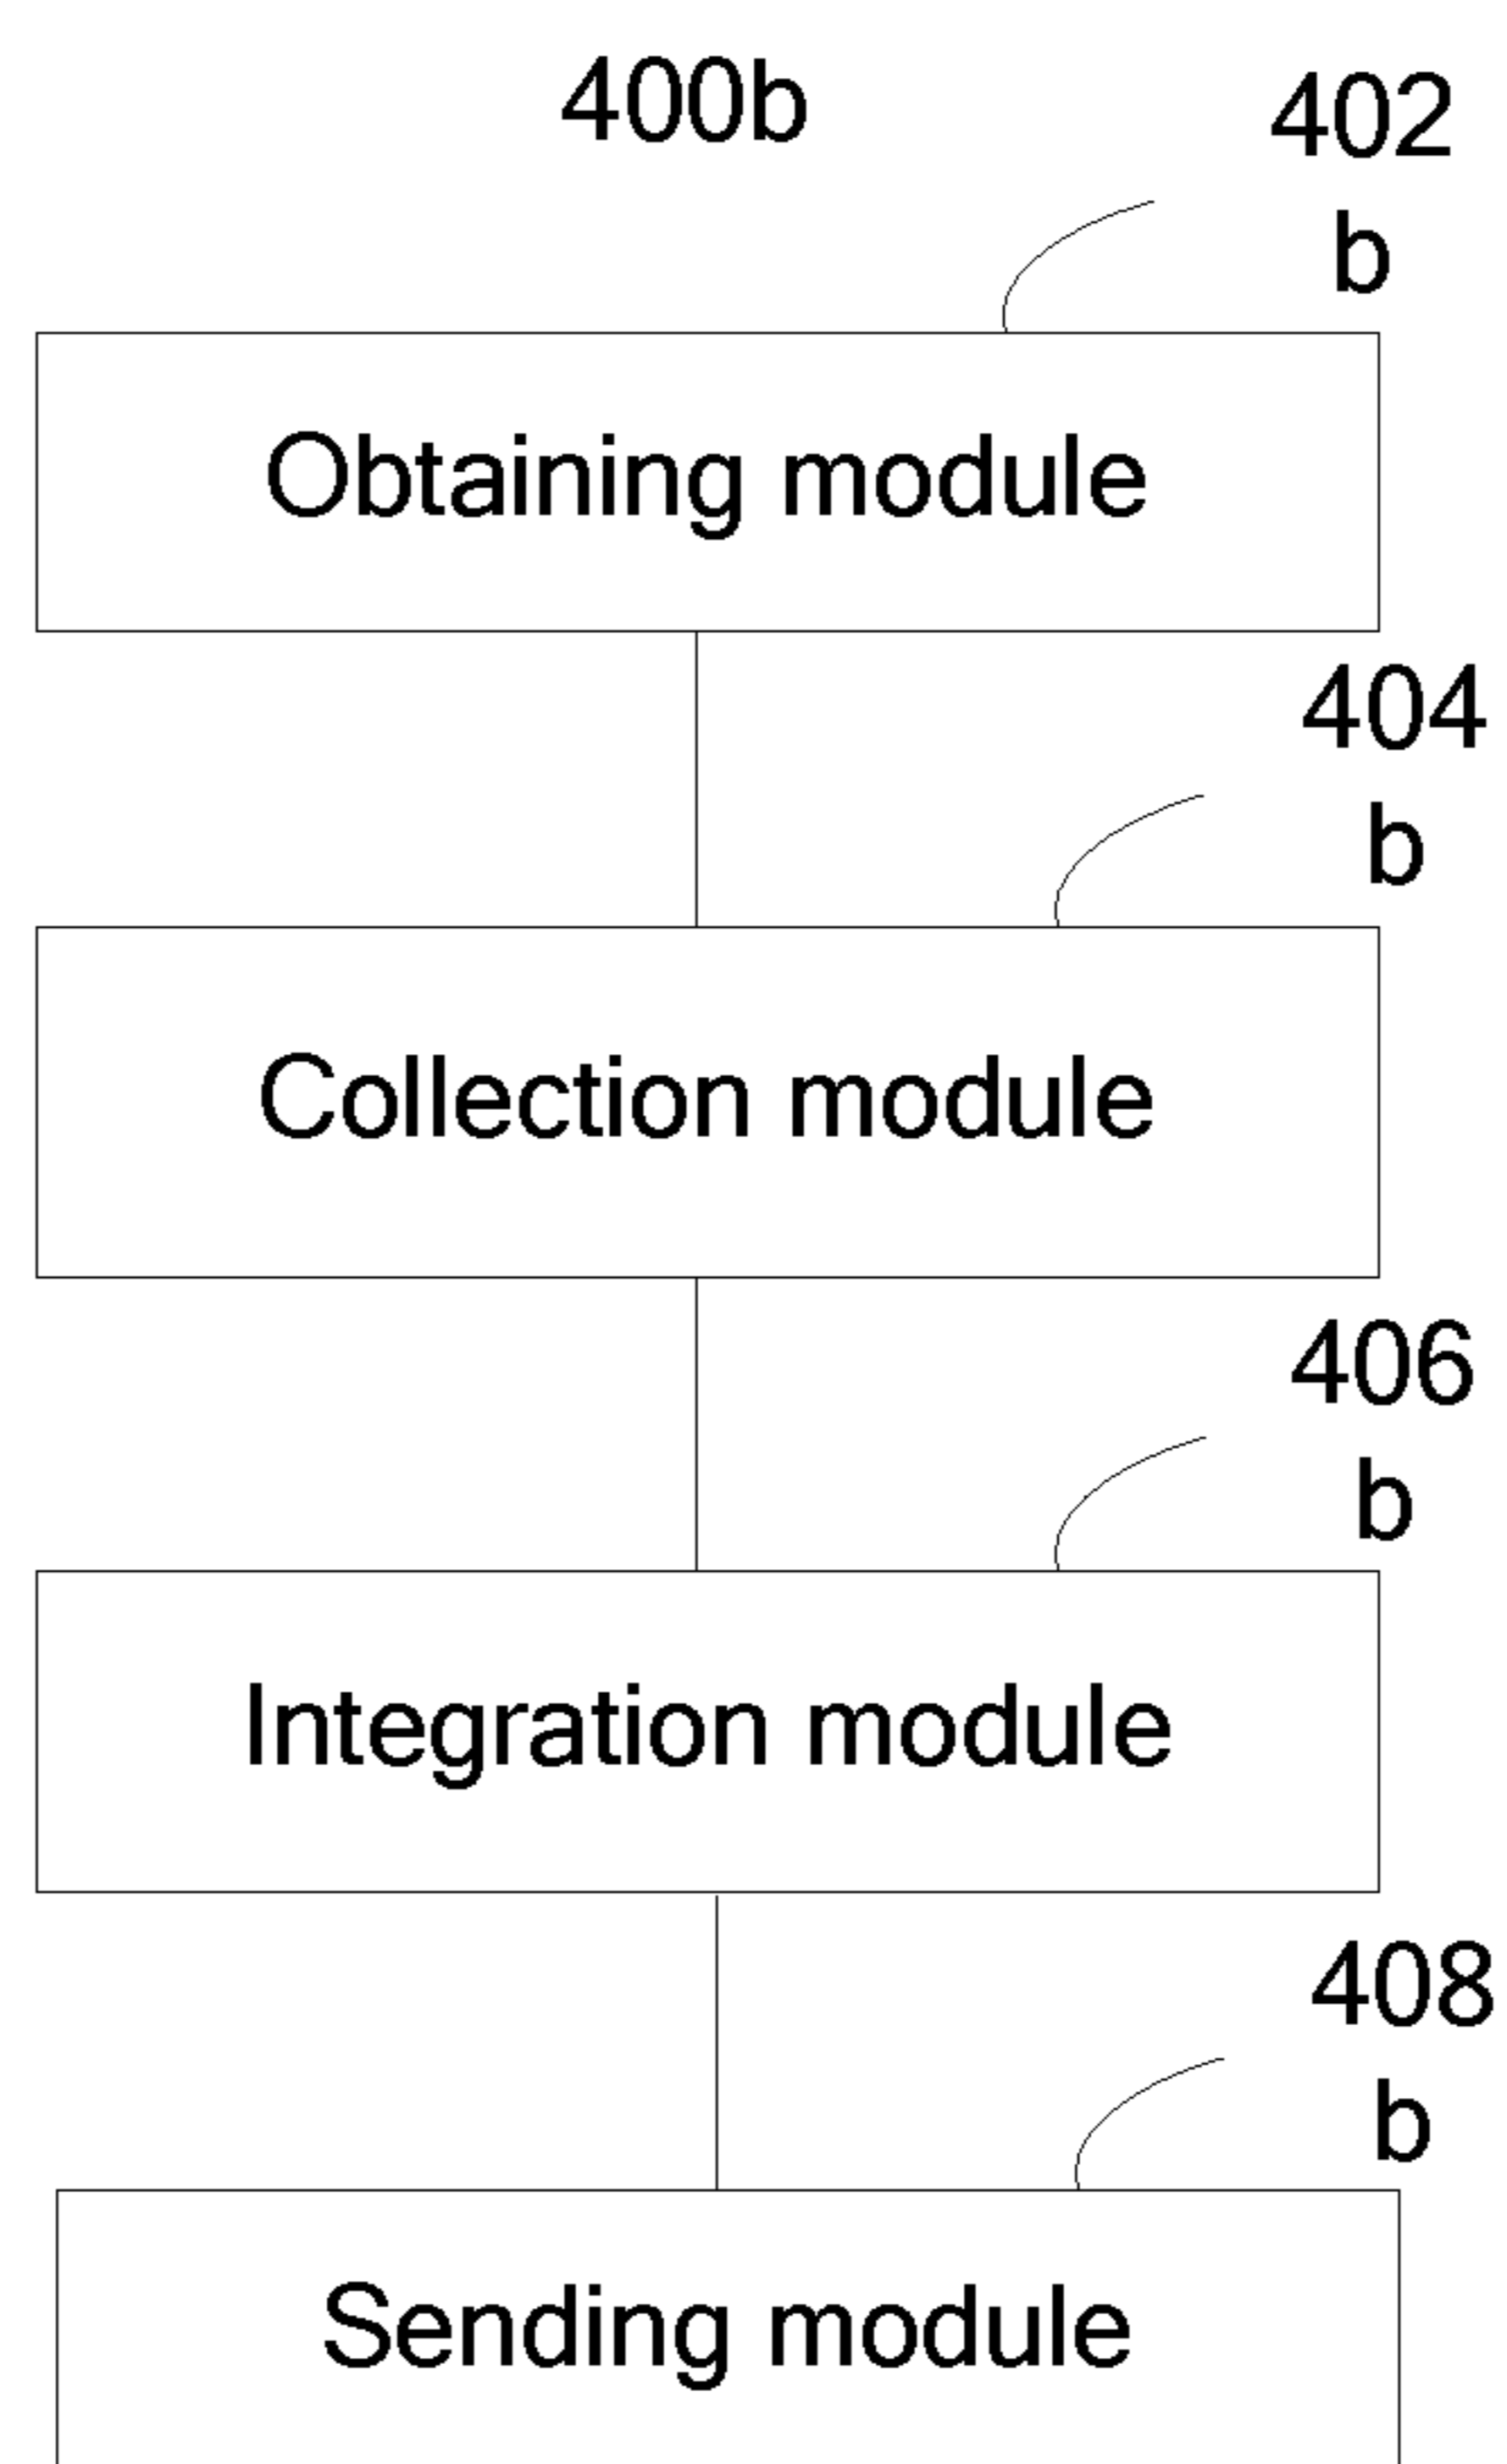 400b
402
b
Obtaining module
404
b
Collection module
406
b
Integration module
408
b
Sending module